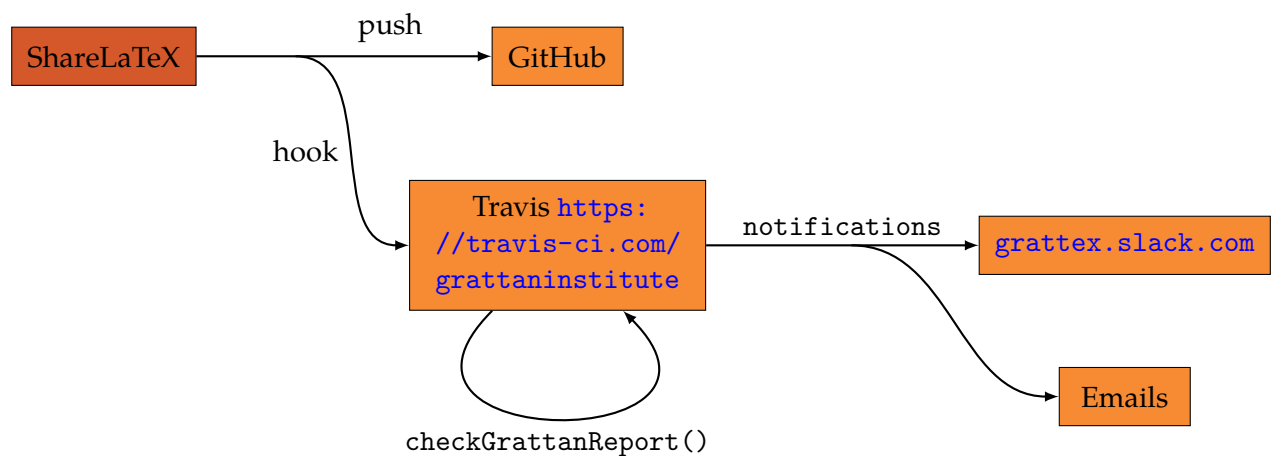 push
ShareLaTeX
GitHub
hook
Travis https:
//travis-ci.com/
grattaninstitute
notifications
grattex.slack.com
Emails
checkGrattanReport()